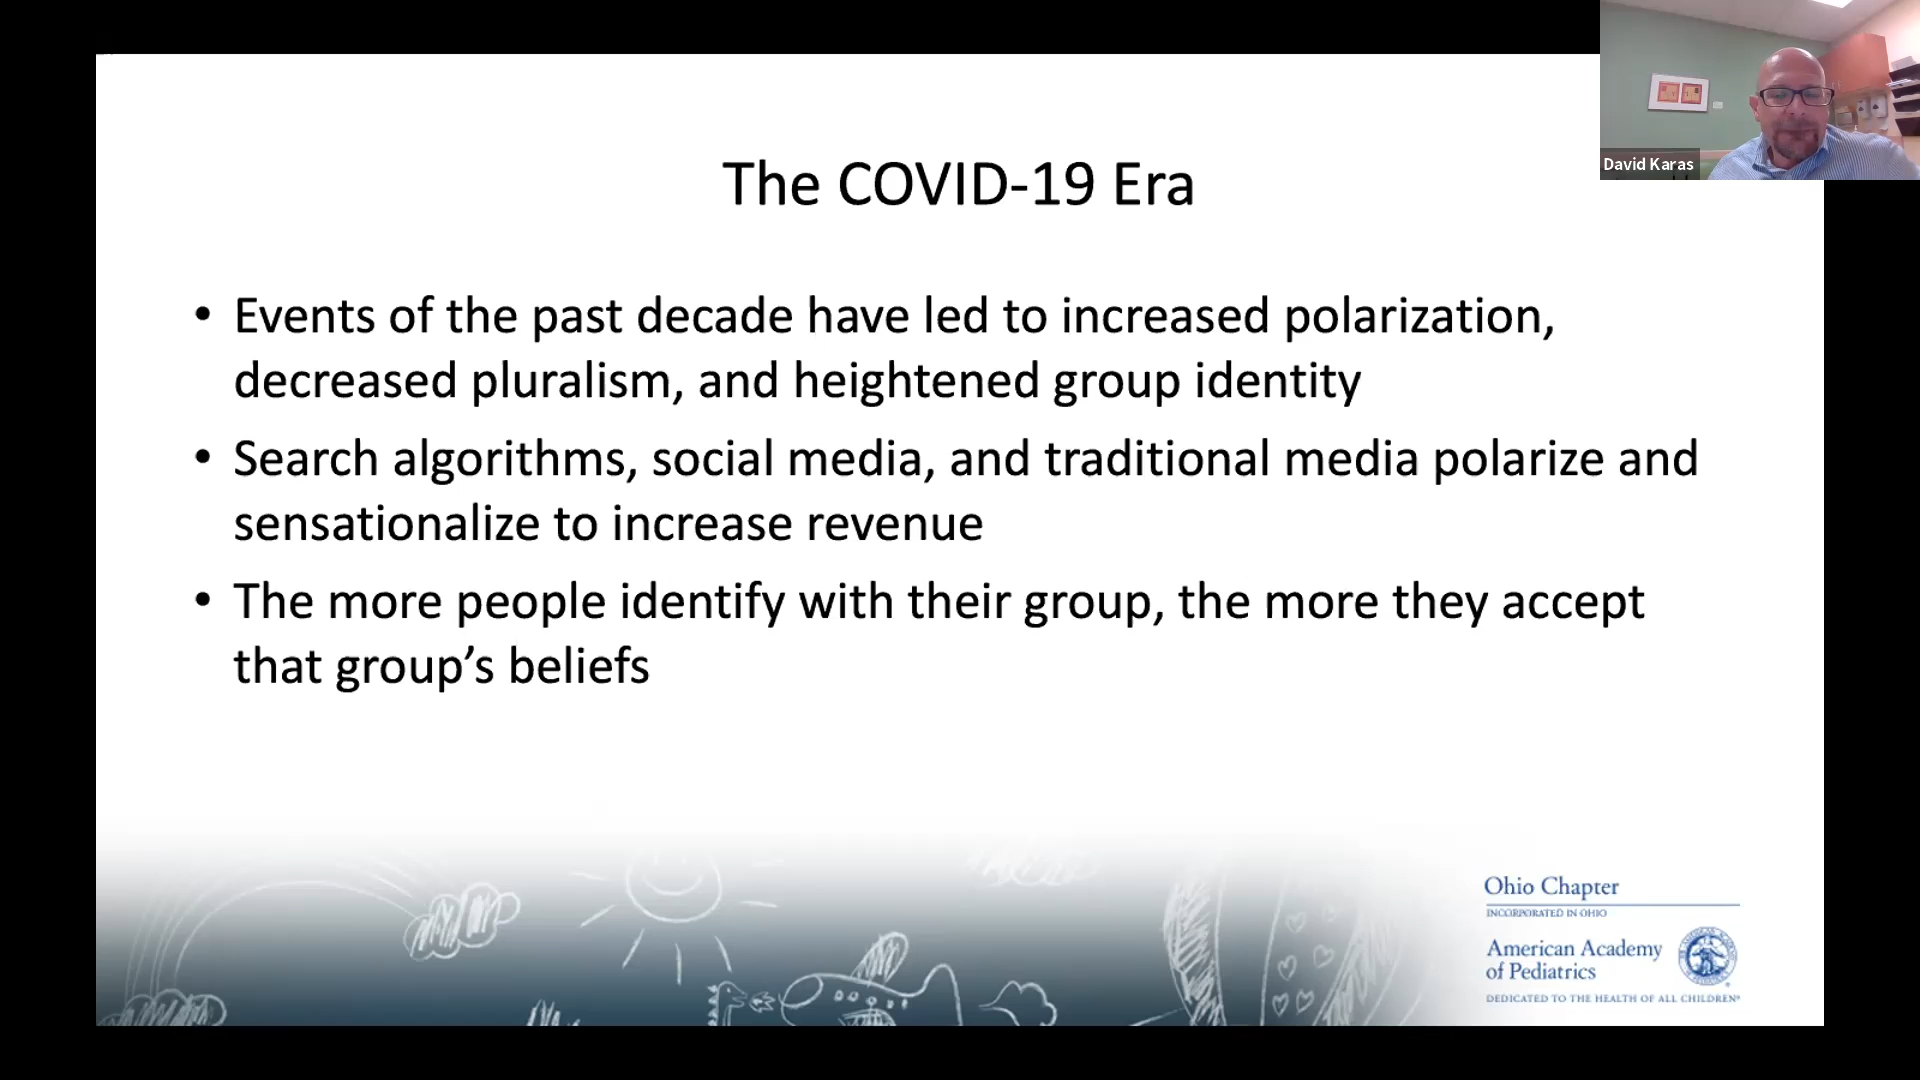 David Karas
The COVID-19 Era
• Events of the past decade have led to increased polarization,
decreased pluralism, and heightened group identity
• Search algorithms, social media, and traditional media polarize and
sensationalize to increase revenue
• The more people identify with their group, the more they accept
that group’s beliefs
Ohio Chapter
INCORPORATED IN OHIO
American Academy
of Pediatrics
DEDICATED TO THE HEALTH OF ALL CHILDREN®